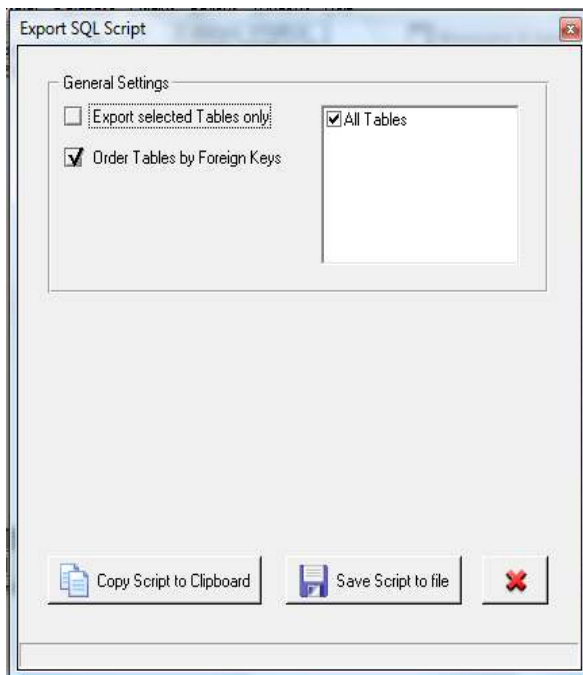 Export SQL Script
General Settings
Export selected Tables only
All Tables
Order Tables by Foreign Keys
Copy Script to Clipboard
Save Script to file